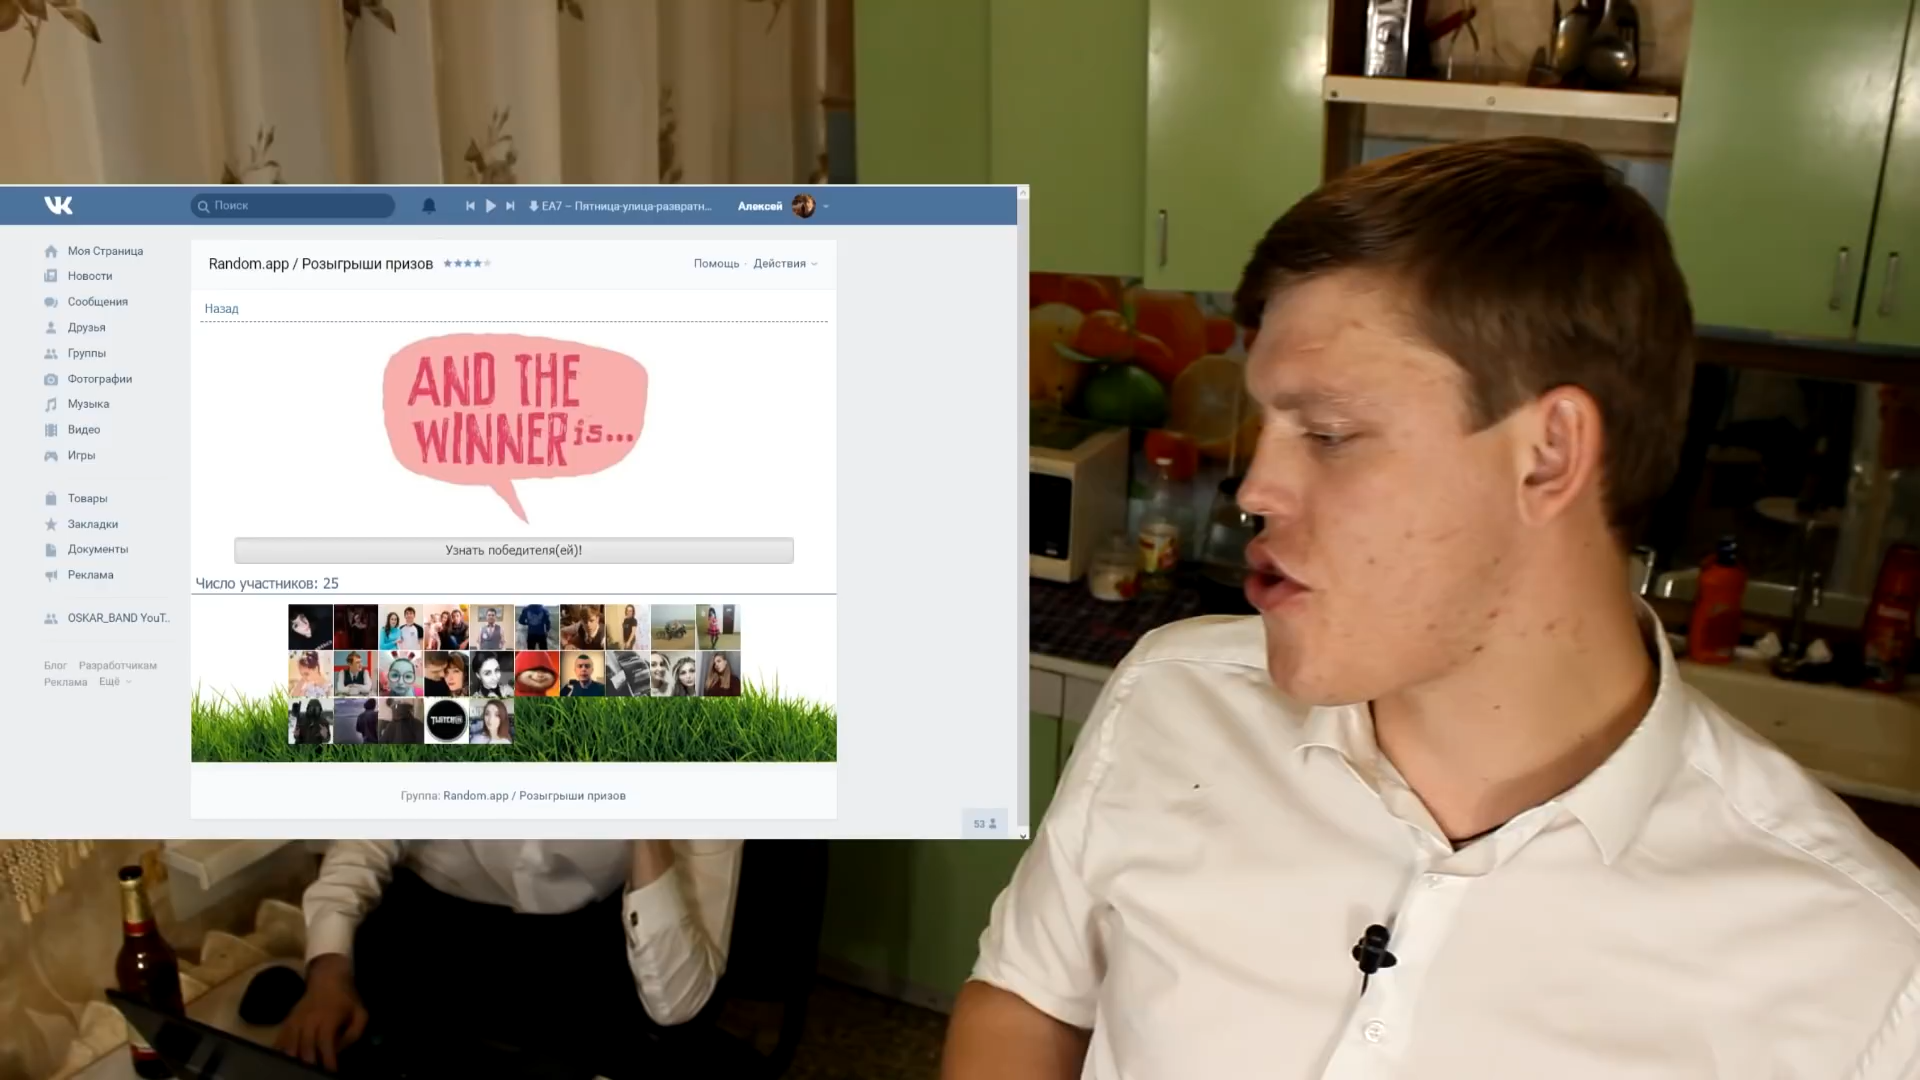 Поиск
EA7 – Пятница-улица-развратн...
Алексей
Моя Страница
Новости
Сообщения
Друзья
Группы
Фотографии
Музыка
Видео
Игры
Товары
Закладки
Документы
Реклама
OSKAR_BAND YouT..
Блог Разработчикам
Реклама Ещё
Random.app / Розыгрыши призов
Помощь · Действия
Назад
AND THE
WINNER is...
Узнать победителя(ей)!
Число участников: 25
Группа: Random.app / Розыгрыши призов
53